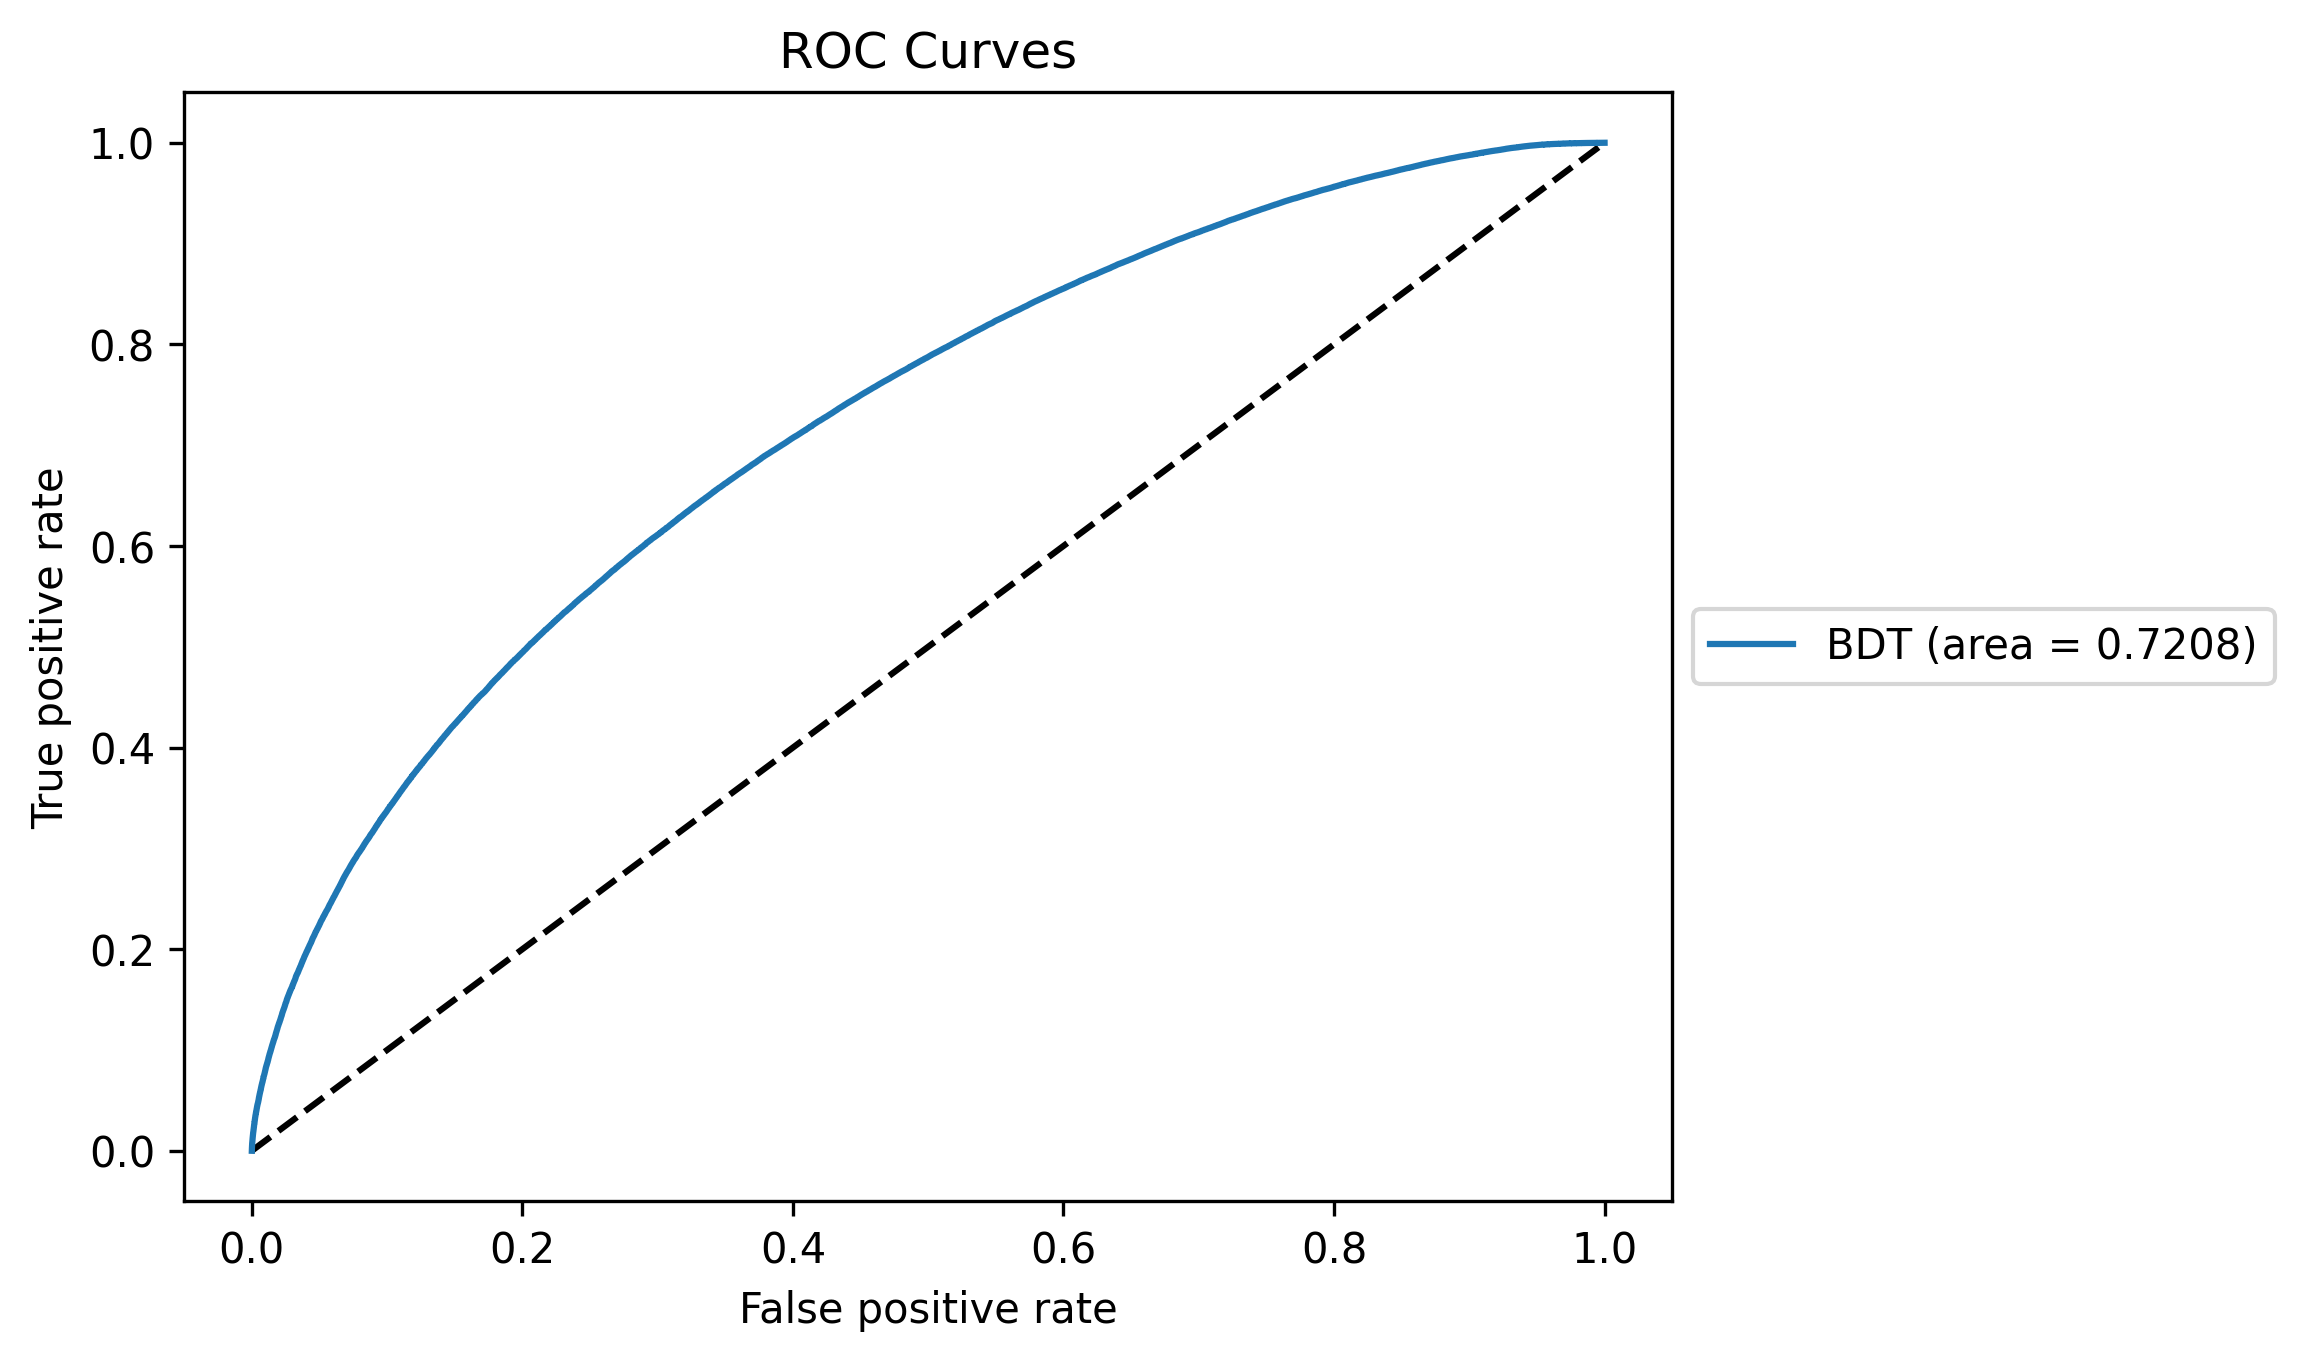 ROC Curves
1.0
0.8
0.6
0.4
0.2
0.0
True positive rate
0.0 0.2 0.4 0.6 0.8 1.0
False positive rate
BDT (area = 0.7208)